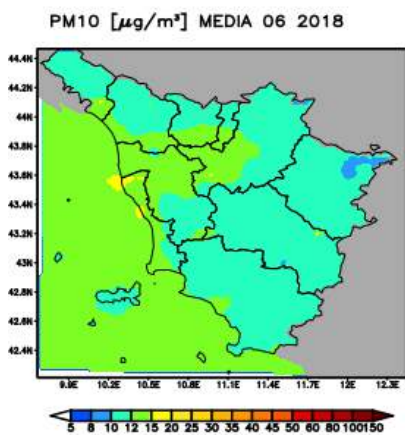 PM10 [μg/m³] MEDIA 06 2018
44.4N
44.2N
44N
43.8N
43.6N
43.4N
43.2N
43N
42.8N
42.6N
42.4N
9.9E 10.2E 10.5E 10.8E 11.1E 11.4E 11.7E 12E 12.3E
5 8 10 12 15 20 25 30 35 40 45 50 60 80 100 150